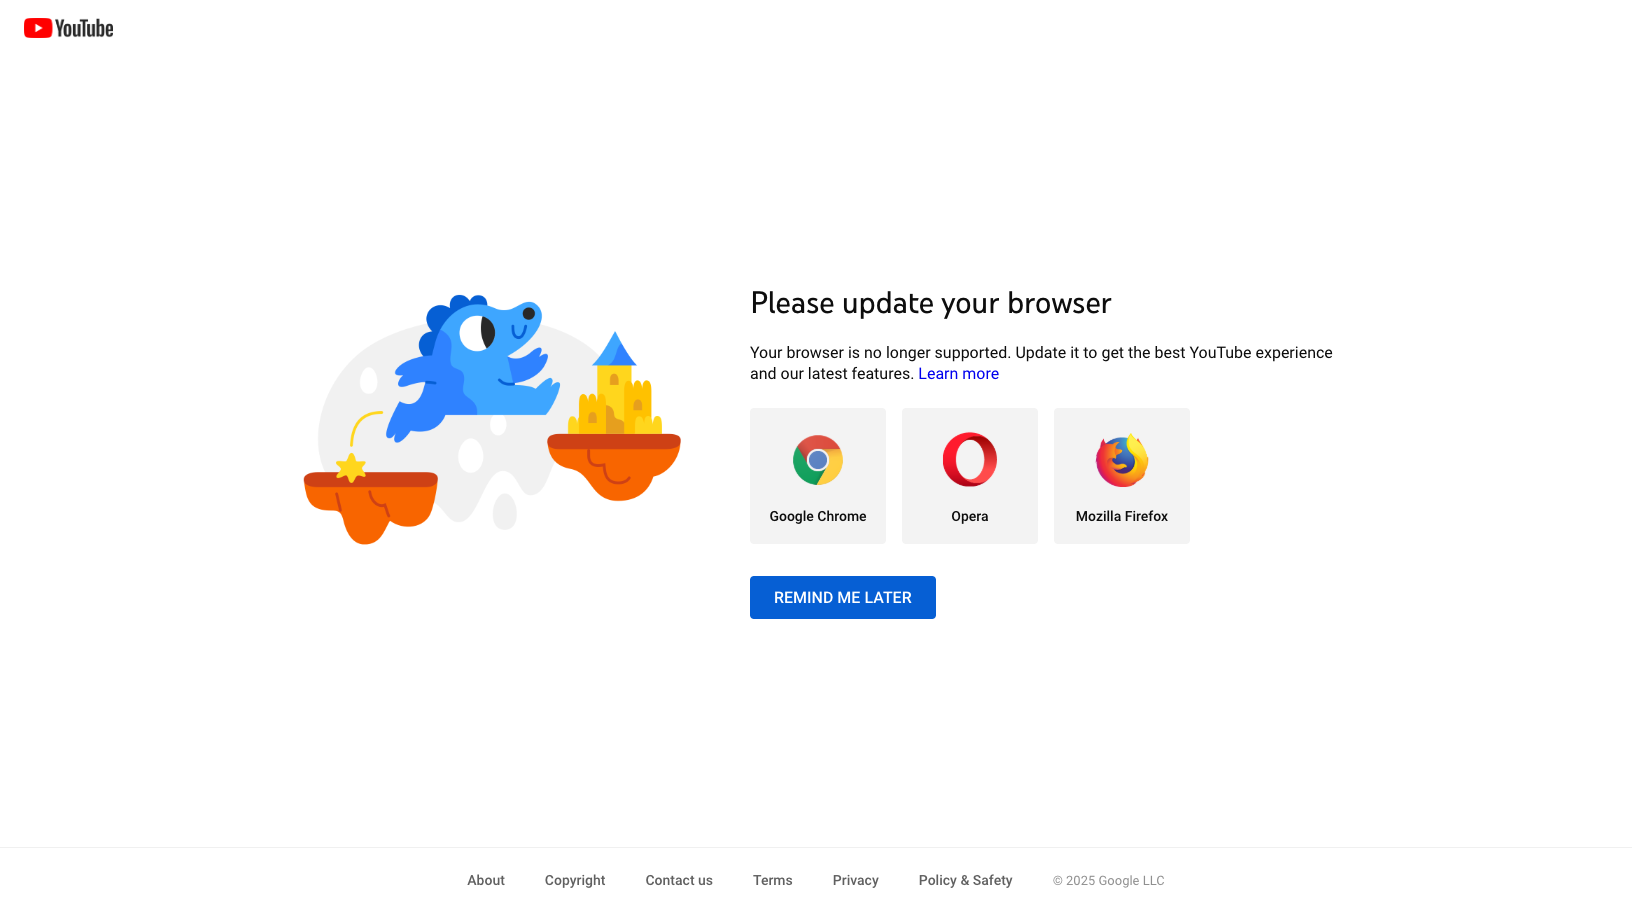 YouTube
Please update your browser
Your browser is no longer supported. Update it to get the best YouTube experience
and our latest features. Learn more
Google Chrome
Opera
Mozilla Firefox
REMIND ME LATER
About
Copyright
Contact us
Terms
Privacy
Policy & Safety
© 2025 Google LLC